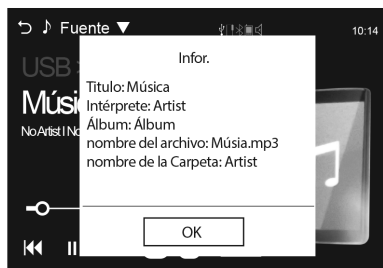 Fuente ▼
10:14
USB
Músi
No Artist I No
Infor.
Titulo: Música
Intérprete: Artist
Álbum: Álbum
nombre del archivo: Músia.mp3
nombre de la Carpeta: Artist
OK